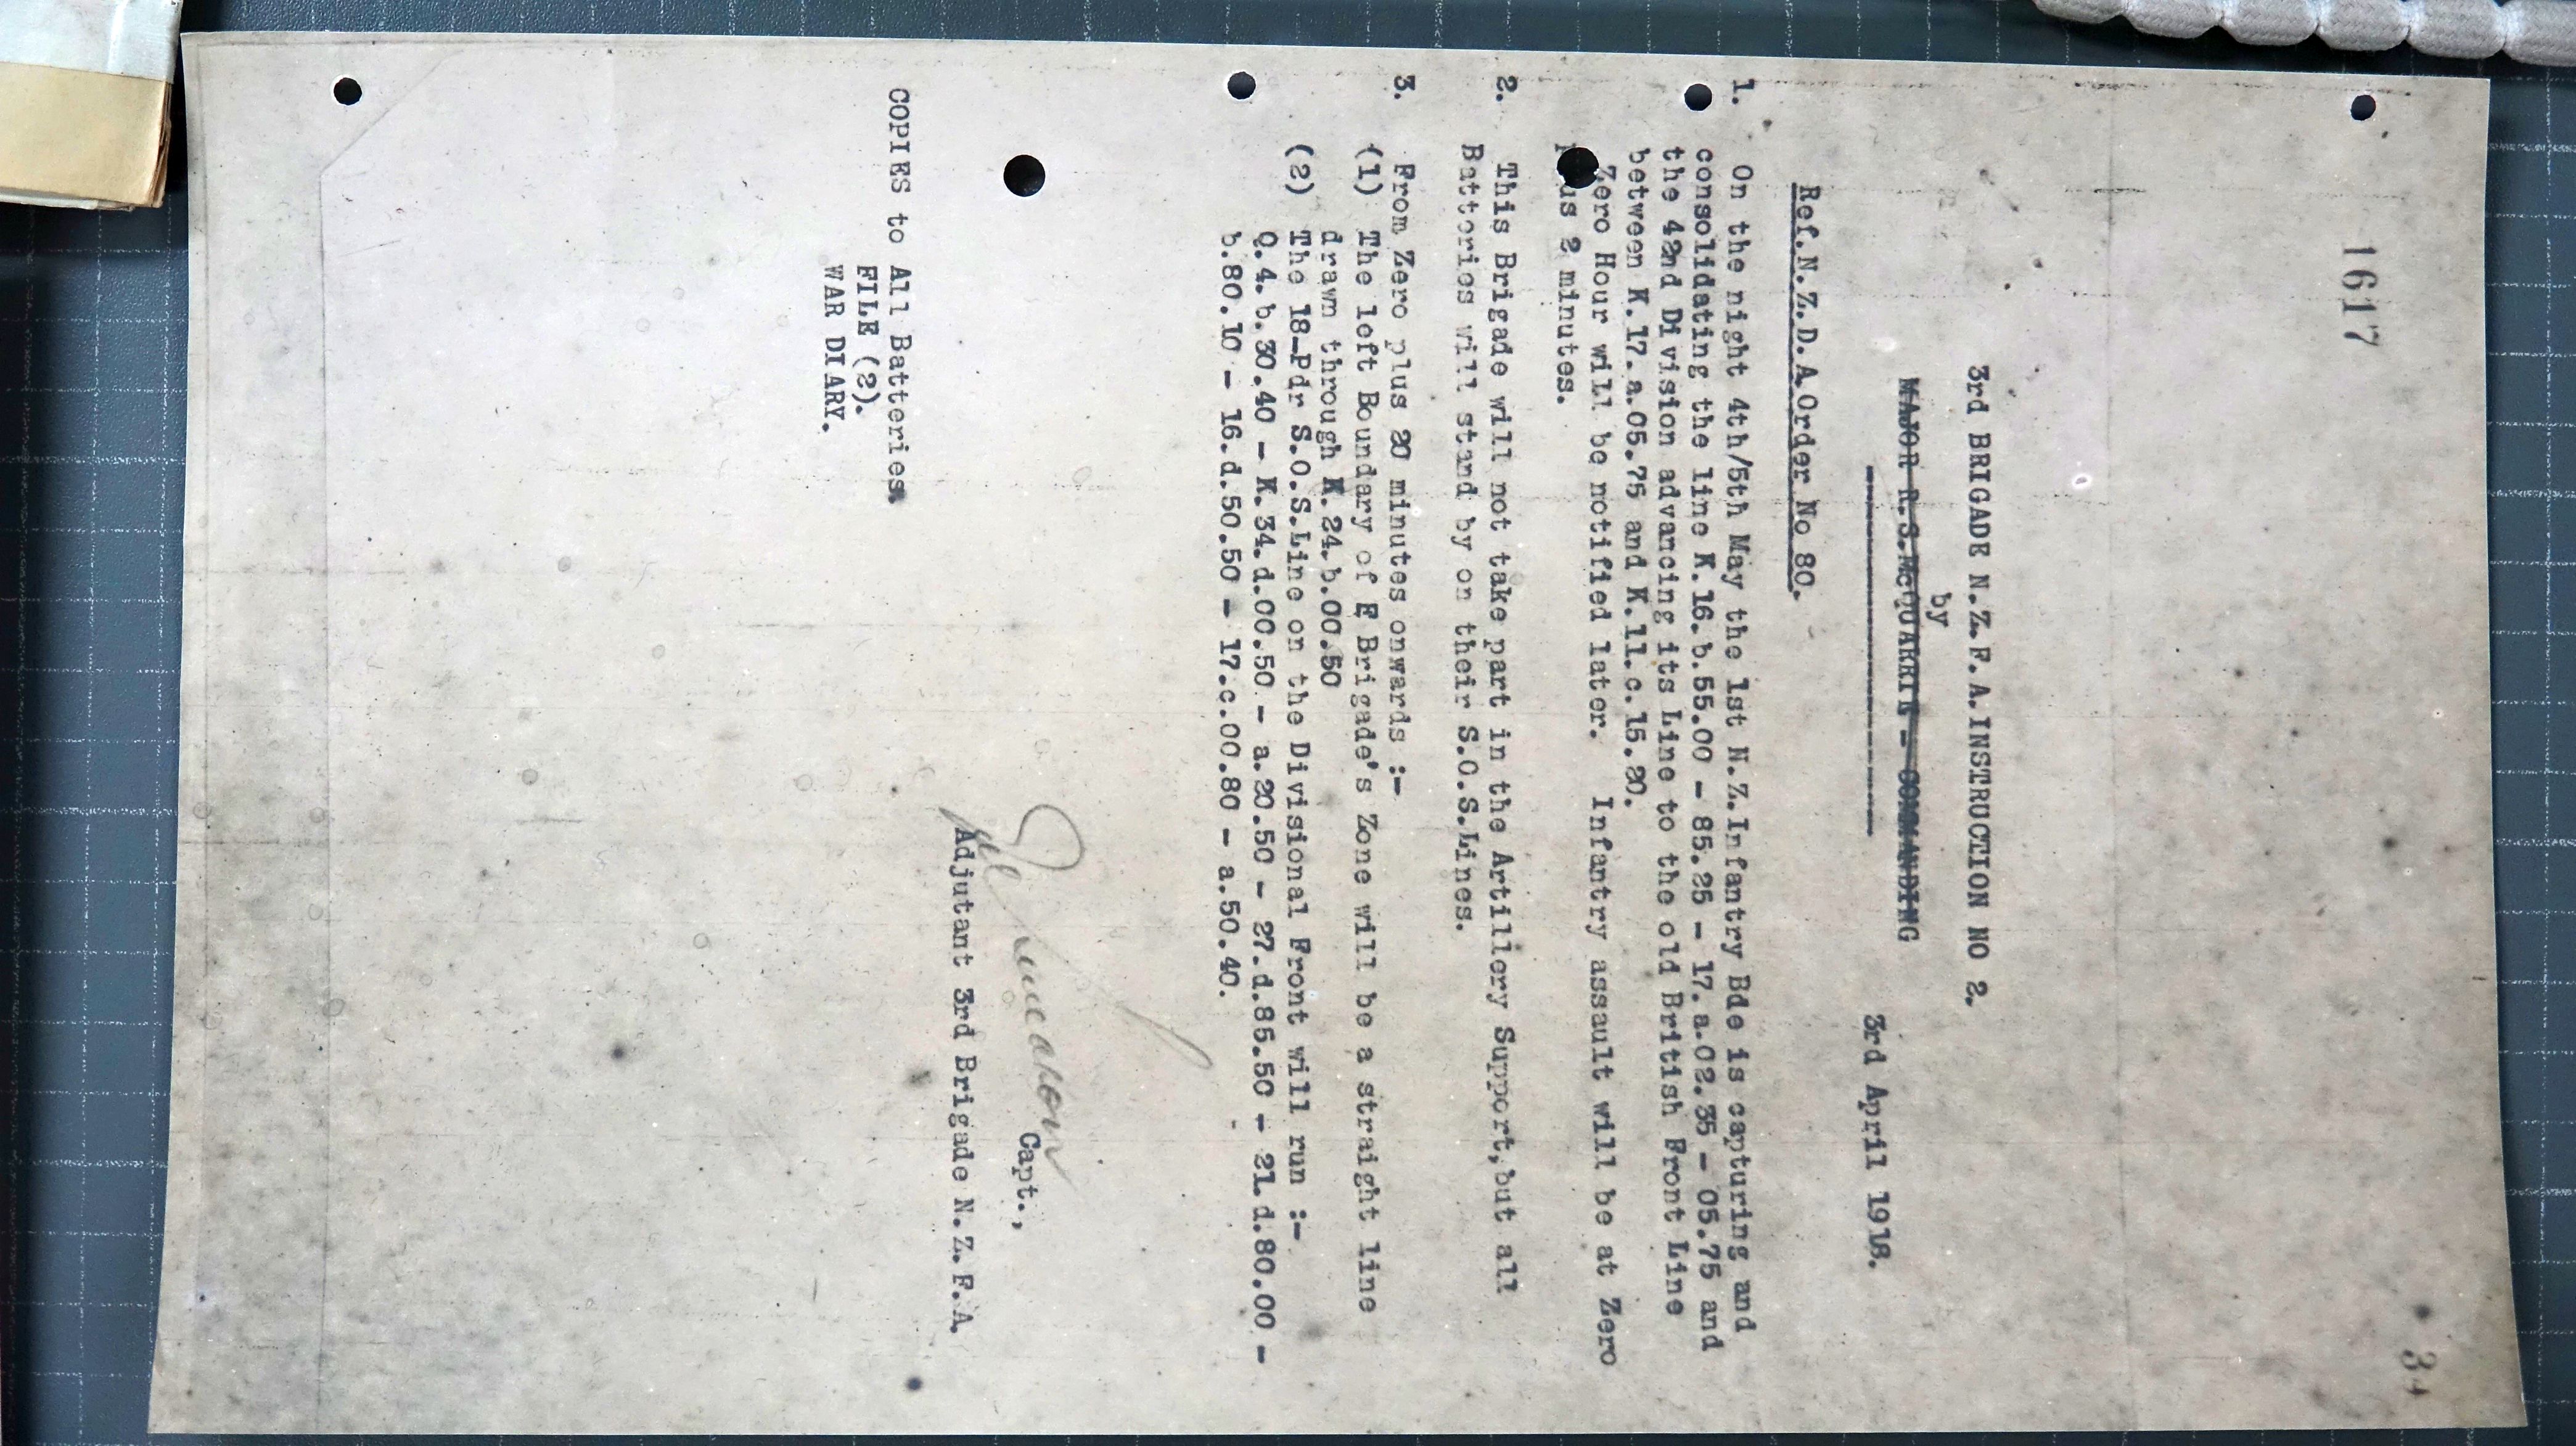 1617
34
3rd BRIGADE N.Z.F.A.INSTRUCTION NO 2.
by
MAJOR R.S.McQUARRIE - COMMANDING
3rd April 1918.
Ref.N.Z.D.A.Order No 80.
1. On the night 4th/5th May the 1st N.Z.Infantry Bde is capturing and
consolidating the line K.16.b.55.00 - 85.25 - 17.a.02.35 - 05.75 and
the 42nd Division advancing its Line to the old British Front Line
between K.17.a.05.75 and K.11.c.15.20.
Zero Hour will be notified later. Infantry assault will be at Zero
plus 2 minutes.
2. This Brigade will not take part in the Artillery Support,but all
Batteries will stand by on their S.O.S.Lines.
3. From Zero plus 20 minutes onwards :-
(1) The left Boundary of F Brigade's Zone will be a straight line
drawn through K.24.b.00.50
(2) The 18-Pdr S.O.S.Line on the Divisional Front will run :-
Q.4.b.30.40 - K.34.d.00.50 - a.20.50 - 27.d.85.50 - 21.d.80.00 -
b.80.10 - 16.d.50.50 - 17.c.00.80 - a.50.40.
Capt.,
Adjutant 3rd Brigade N.Z.F.A.
COPIES to All Batteries.
FILE (2).
WAR DIARY.